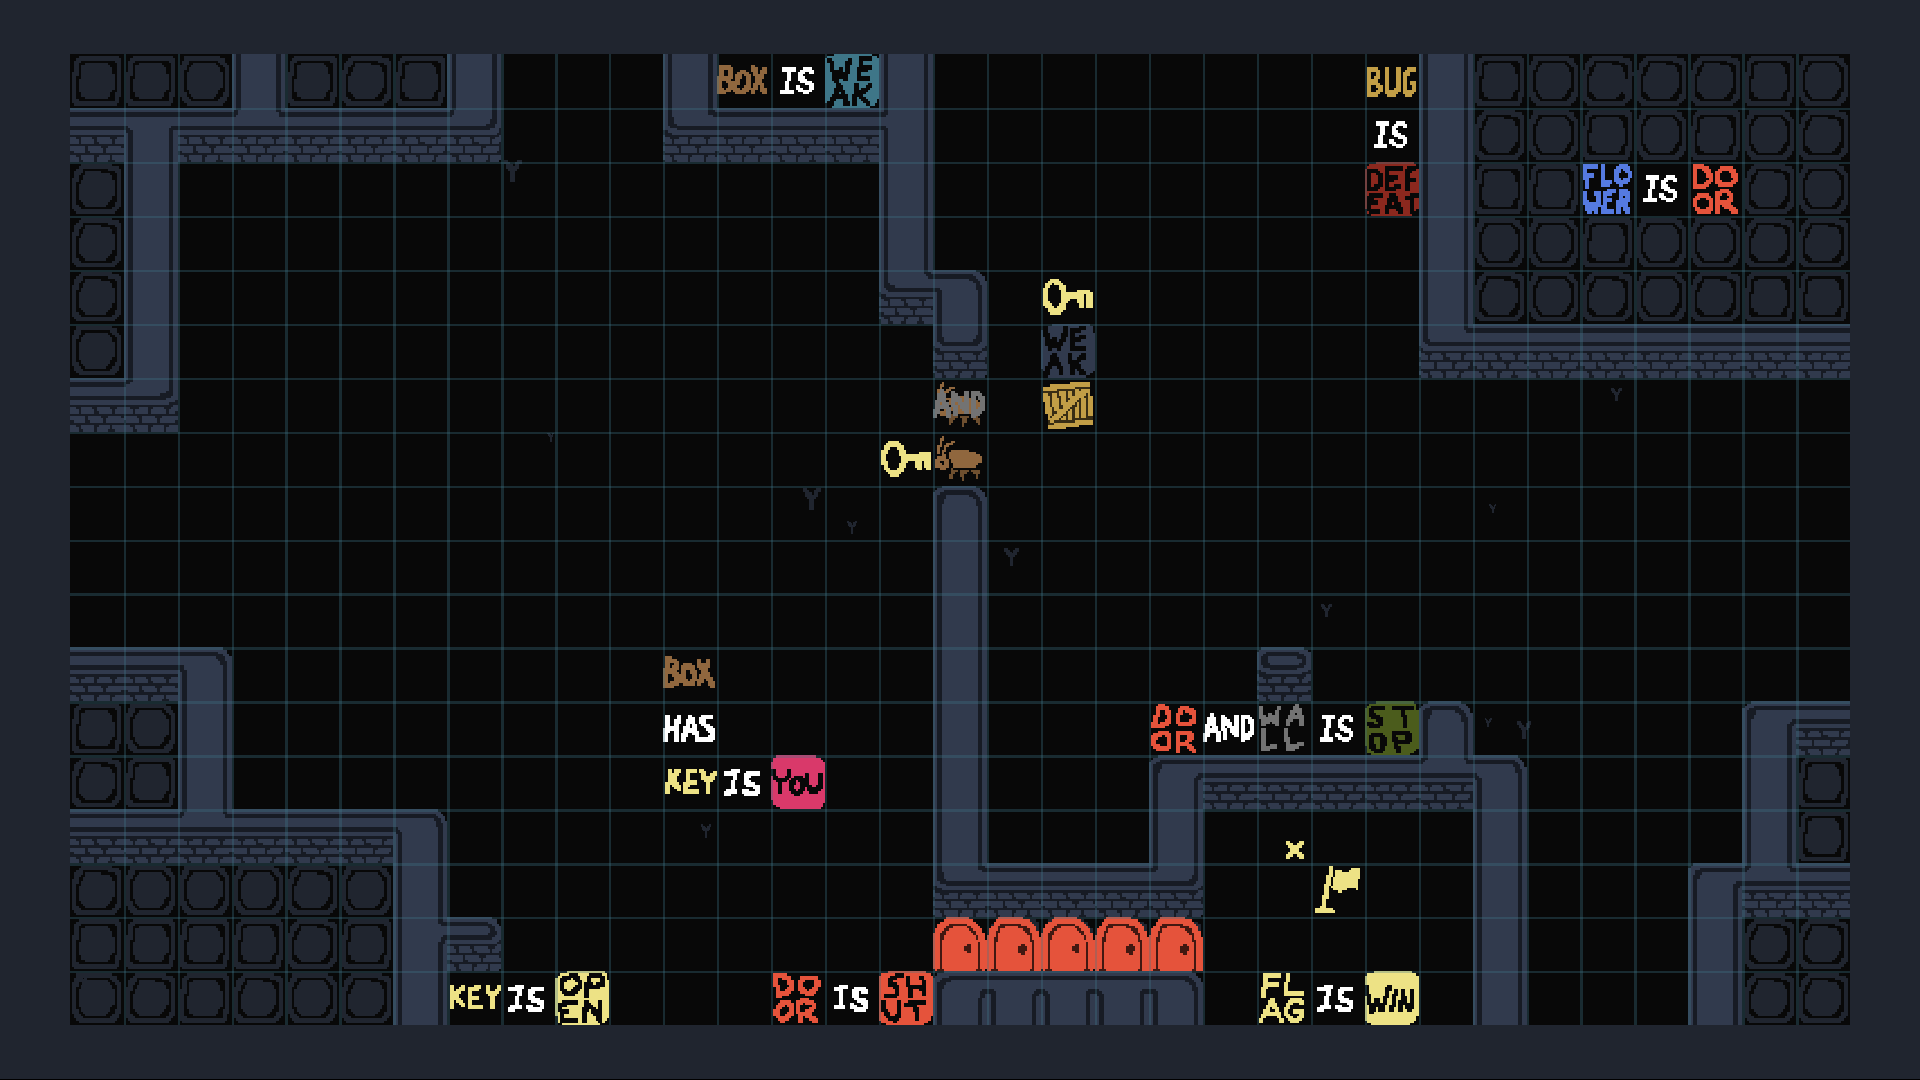 BOX IS WEAK
BUG
IS
DEFEAT
FLOWER IS DOOR
WEAK
AND
BOX
HAS
KEY IS YOU
DOOR AND WALL IS STOP
KEY IS OPEN
DOOR IS SHUT
FLAG IS WIN